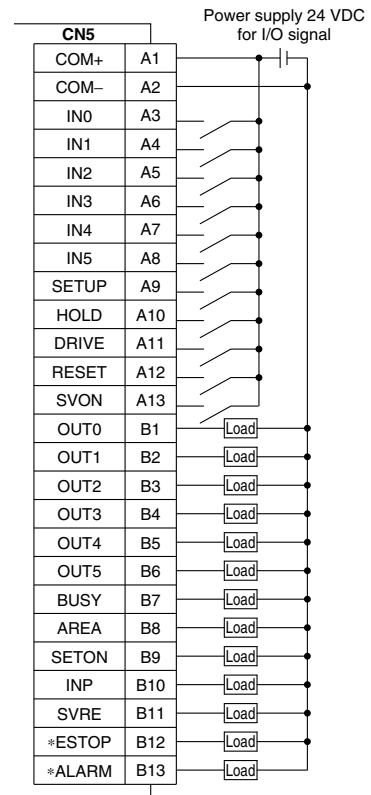 Power supply 24 VDC
for I/O signal
CN5
COM+ A1
COM– A2
IN0 A3
IN1 A4
IN2 A5
IN3 A6
IN4 A7
IN5 A8
SETUP A9
HOLD A10
DRIVE A11
RESET A12
SVON A13
OUT0 B1 Load
OUT1 B2 Load
OUT2 B3 Load
OUT3 B4 Load
OUT4 B5 Load
OUT5 B6 Load
BUSY B7 Load
AREA B8 Load
SETON B9 Load
INP B10 Load
SVRE B11 Load
∗ESTOP B12 Load
∗ALARM B13 Load